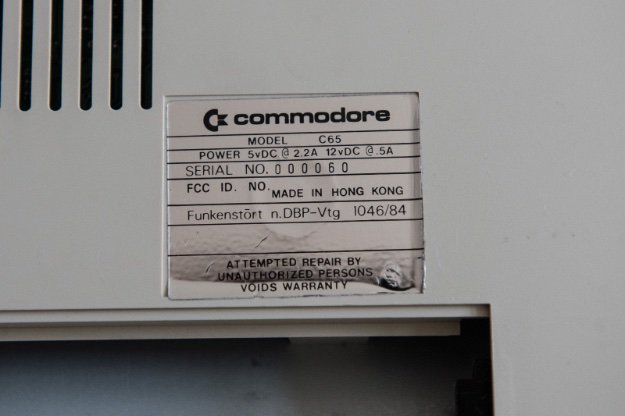 commodore
MODEL C65
POWER 5vDC @ 2.2A 12vDC @ .5A
SERIAL NO. 000060
FCC ID. NO. MADE IN HONG KONG
Funkenstört n.DBP-Vtg 1046/84
ATTEMPTED REPAIR BY
UNAUTHORIZED PERSONS
VOIDS WARRANTY